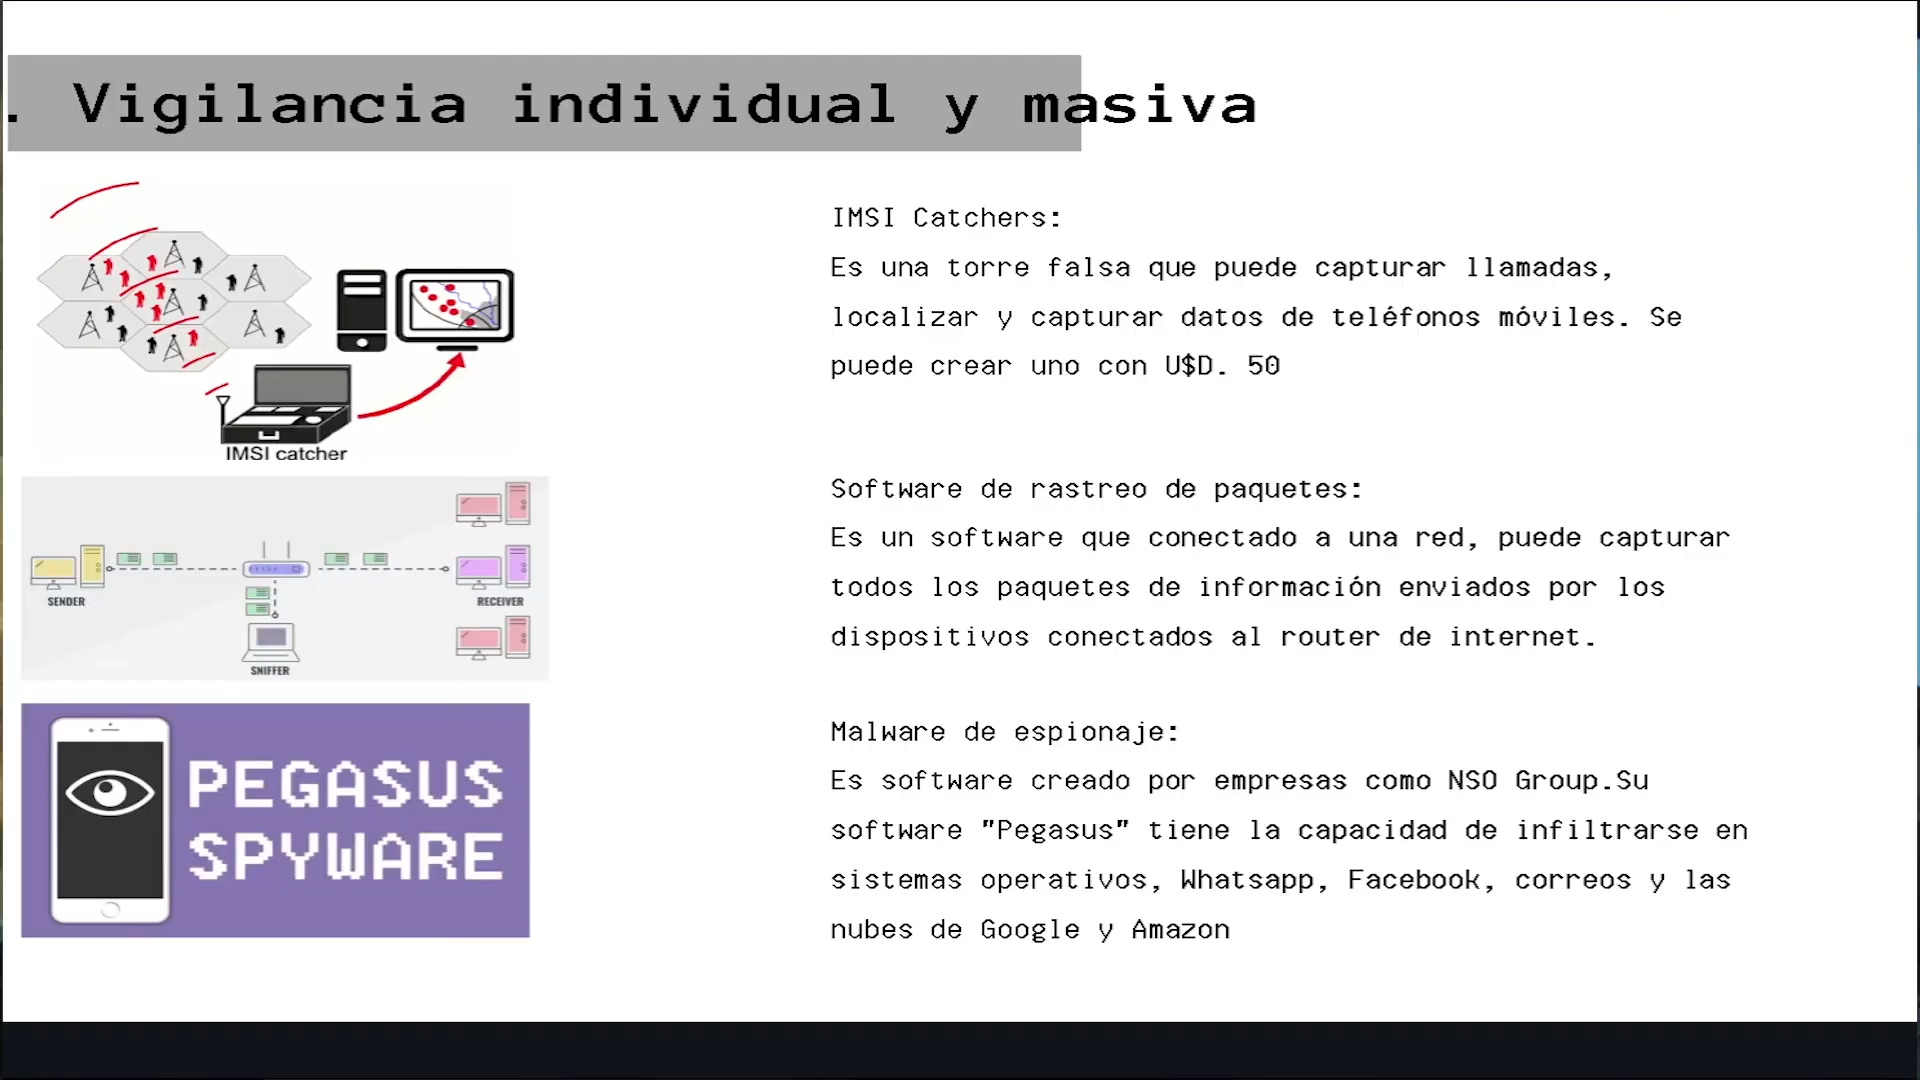 . Vigilancia individual y masiva
IMSI Catchers:
Es una torre falsa que puede capturar llamadas,
localizar y capturar datos de teléfonos móviles. Se
puede crear uno con U$D. 50
IMSI catcher
Software de rastreo de paquetes:
Es un software que conectado a una red, puede capturar
todos los paquetes de información enviados por los
dispositivos conectados al router de internet.
SENDER
RECEIVER
SNIFFER
Malware de espionaje:
Es software creado por empresas como NSO Group.Su
software "Pegasus" tiene la capacidad de infiltrarse en
sistemas operativos, Whatsapp, Facebook, correos y las
nubes de Google y Amazon
PEGASUS
SPYWARE